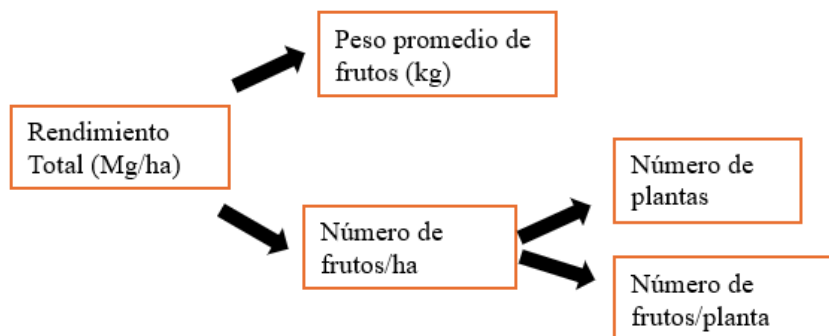 Peso promedio de
frutos (kg)
Rendimiento
Total (Mg/ha)
Número de
plantas
Número de
frutos/ha
Número de
frutos/planta